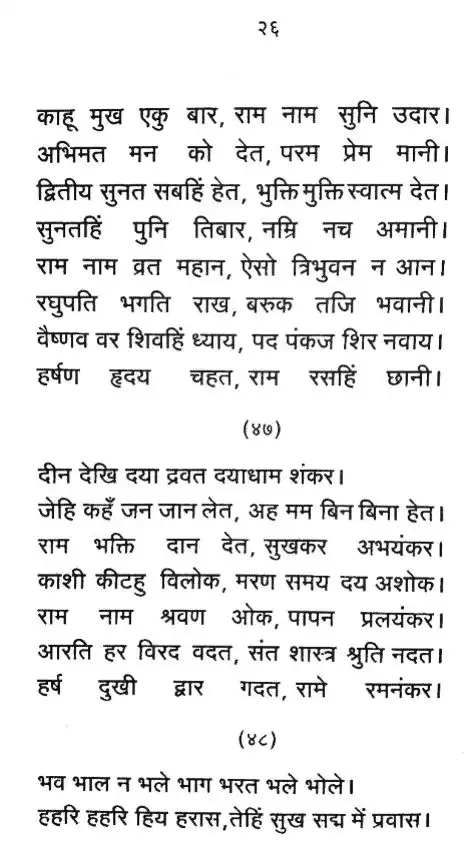 २६
काहू मुख एकु बार, राम नाम सुनि उदार।
अभिमत मन को देत, परम प्रेम मानी।
द्वितीय सुनत सबहिं हेत, भुक्ति मुक्ति स्वात्म देत।
सुनतहिं पुनि तिबार, नम्रि नच अमानी।
राम नाम व्रत महान, ऐसो त्रिभुवन न आन।
रघुपति भगति राख, बरुक तजि भवानी।
वैष्णव वर शिवहिं ध्याय, पद पंकज शिर नवाय।
हर्षण हृदय चहत, राम रसहिं छानी।
(४७)
दीन देखि दया द्रवत दयाधाम शंकर।
जेहि कहँ जन जान लेत, अह मम बिन बिना हेत।
राम भक्ति दान देत, सुखकर अभयंकर।
काशी कीटहु विलोक, मरण समय दय अशोक।
राम नाम श्रवण ओक, पापन प्रलयंकर।
आरति हर विरद वदत, संत शास्त्र श्रुति नदत।
हर्ष दुखी द्वार गदत, रामे रमनंकर।
(४८)
भव भाल न भले भाग भरत भले भोले।
हहरि हहरि हिय हरास,तेहिं सुख सद्म में प्रवास।